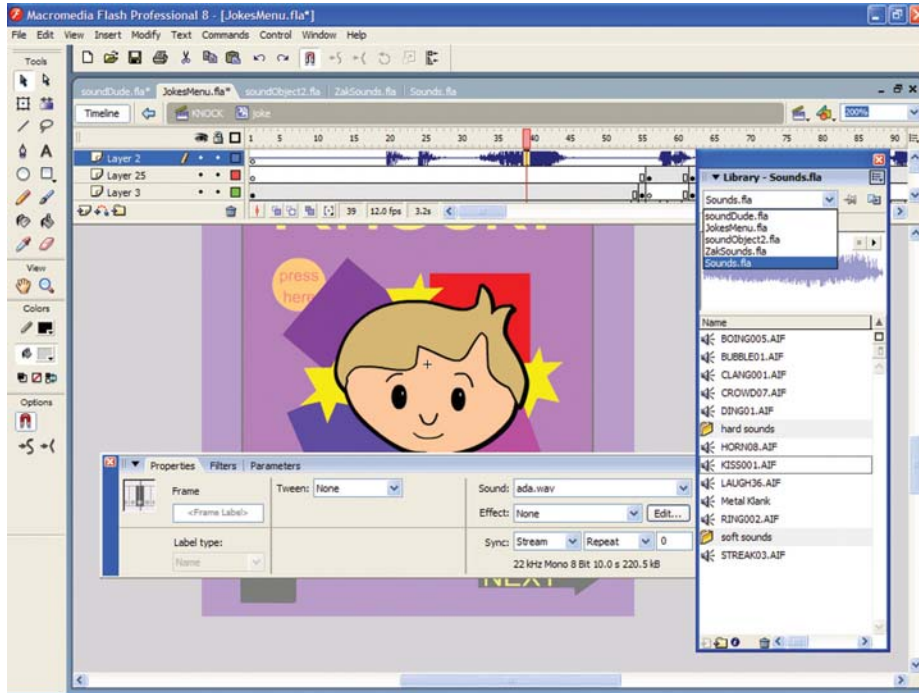 Macromedia Flash Professional 8 - [JokesMenu.fla*]
File Edit View Insert Modify Text Commands Control Window Help
Tools
soundDude.fla* JokesMenu.fla* soundObject2.fla ZakSounds.fla Sounds.fla
Timeline KNOCK joke 200%
1 5 10 15 20 25 30 35 40 45 50 55 60 65 70 75 80 85 90
Layer 2
Layer 25
Layer 3
39 12.0 fps 3.2s
View
Colors
Options
Library - Sounds.fla
Sounds.fla
soundDude.fla
JokesMenu.fla
soundObject2.fla
ZakSounds.fla
Sounds.fla
Name
BOING005.AIF
BUBBLE01.AIF
CLANG001.AIF
CROWD07.AIF
DING01.AIF
hard sounds
HORN08.AIF
KISS001.AIF
LAUGH36.AIF
Metal Klank
RING002.AIF
soft sounds
STREAK03.AIF
press
here
Properties Filters Parameters
Frame Tween: None Sound: ada.wav
<Frame Label> Effect: None Edit...
Label type: Sync: Stream Repeat 0
Name 22 kHz Mono 8 Bit 10.0 s 220.5 kB
NEXT